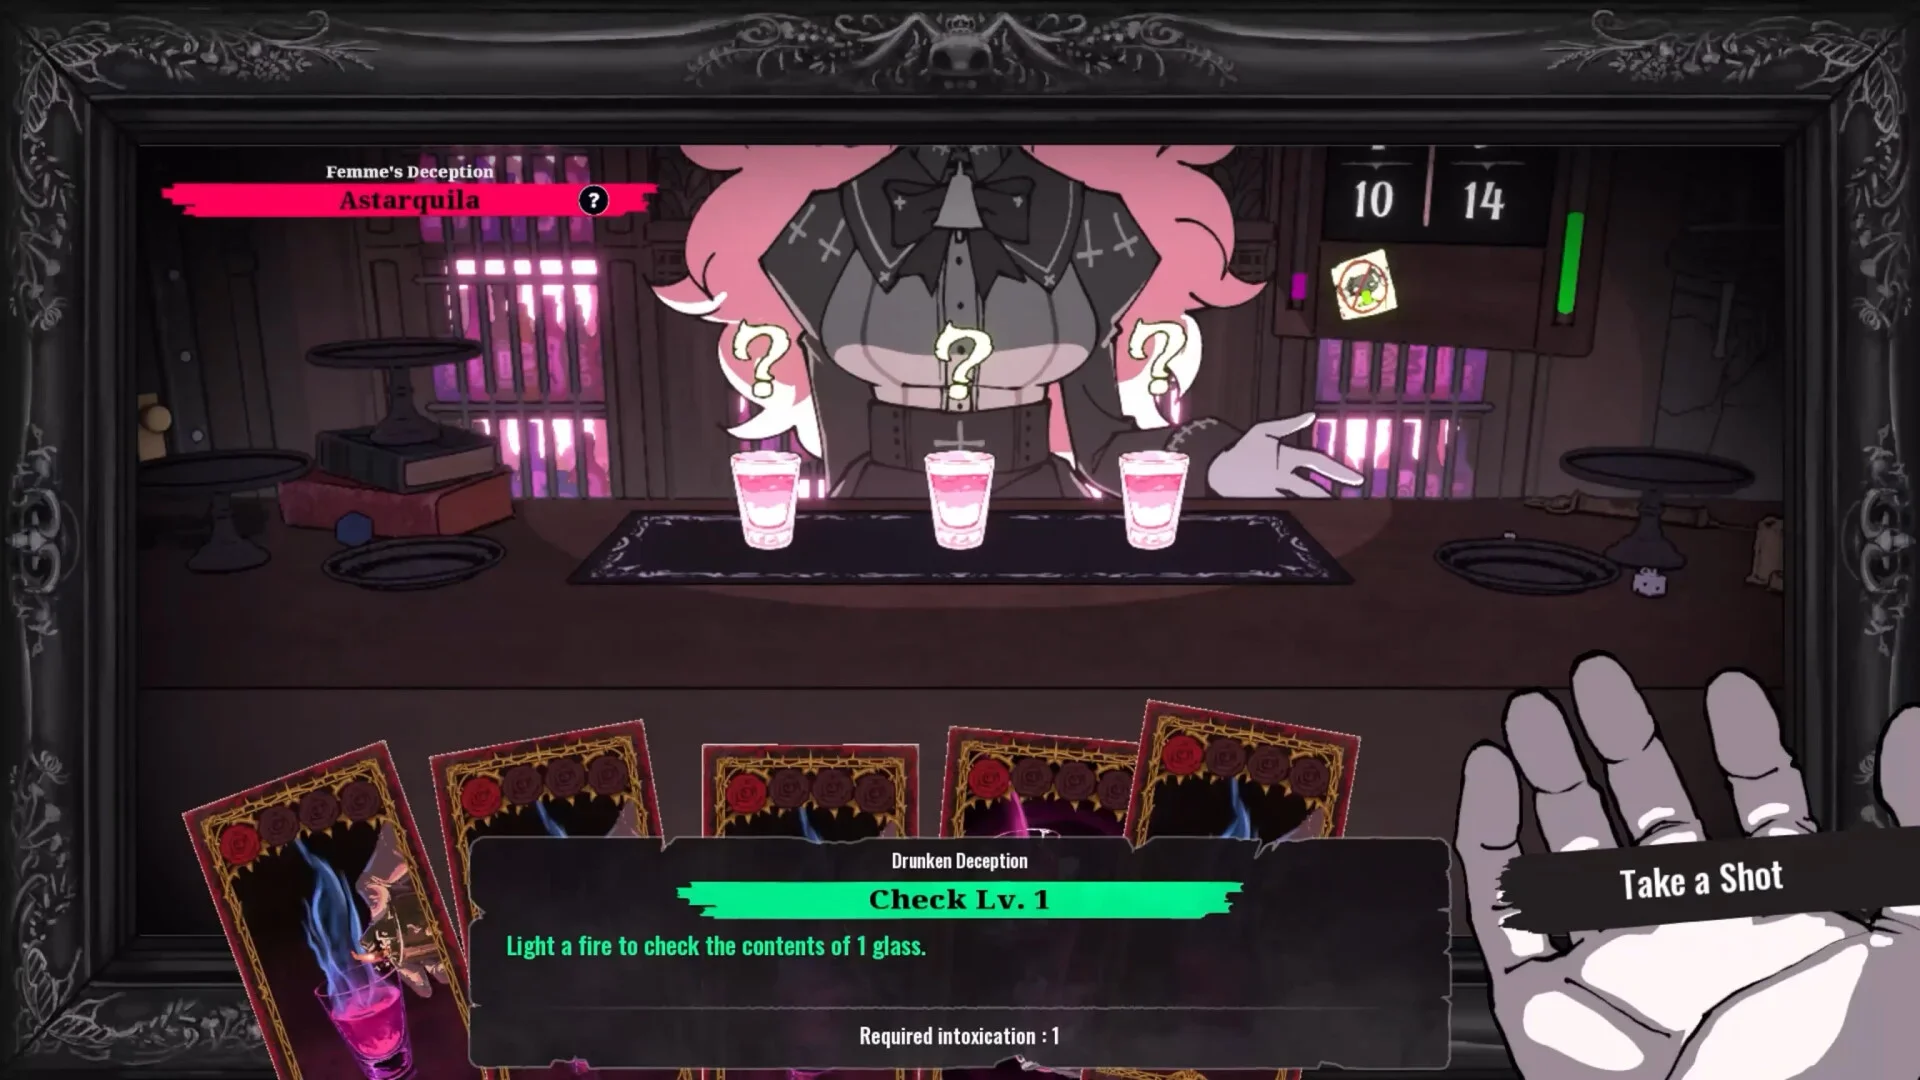 Femme's Deception
Astarquila
?
10
14
?
?
?
Drunken Deception
Check Lv. 1
Light a fire to check the contents of 1 glass.
Required intoxication : 1
Take a Shot